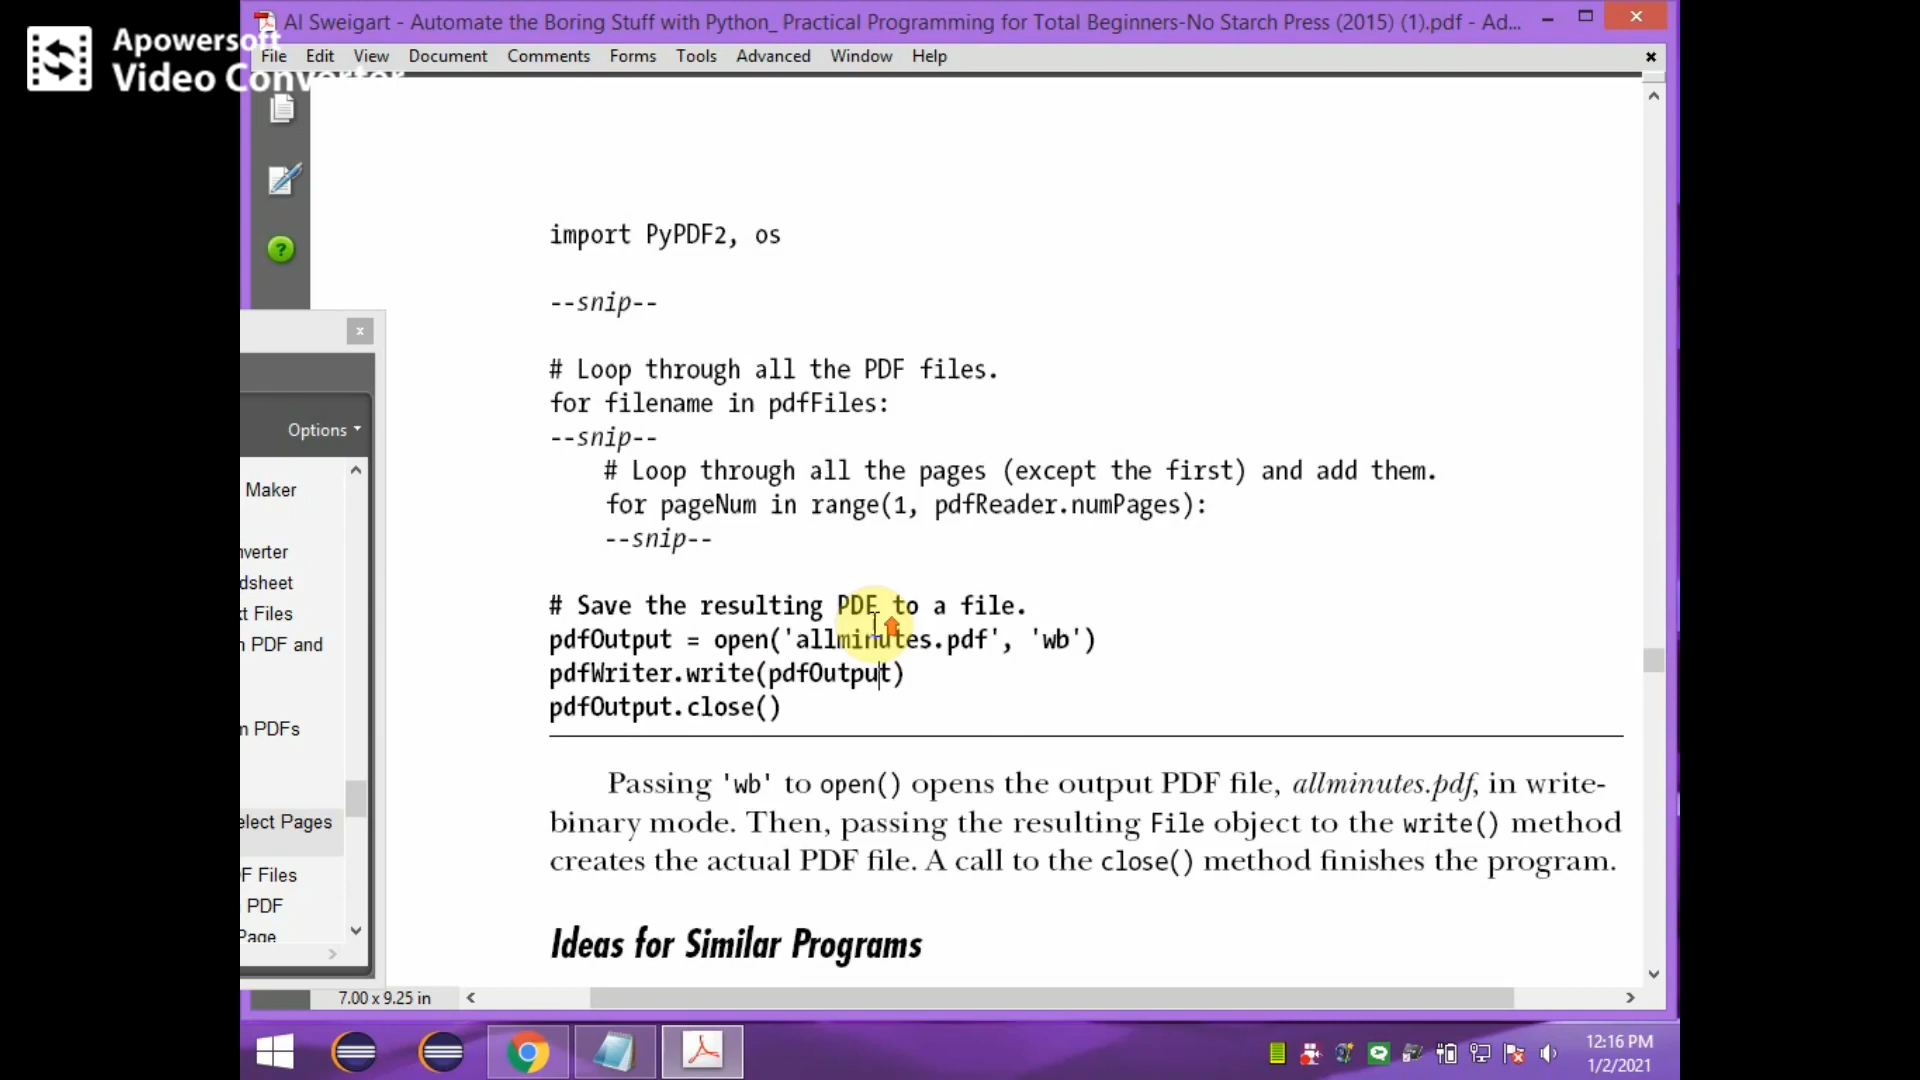 Apowersoft
Video Converter
Al Sweigart - Automate the Boring Stuff with Python_ Practical Programming for Total Beginners-No Starch Press (2015) (1).pdf - Ad...
File Edit View Document Comments Forms Tools Advanced Window Help
import PyPDF2, os
--snip--
# Loop through all the PDF files.
for filename in pdfFiles:
--snip--
# Loop through all the pages (except the first) and add them.
for pageNum in range(1, pdfReader.numPages):
--snip--
# Save the resulting PDF to a file.
pdfOutput = open('allminutes.pdf', 'wb')
pdfWriter.write(pdfOutput)
pdfOutput.close()
Passing 'wb' to open() opens the output PDF file, allminutes.pdf, in write-
binary mode. Then, passing the resulting File object to the write() method
creates the actual PDF file. A call to the close() method finishes the program.
Ideas for Similar Programs
Options
Maker
nverter
dsheet
xt Files
n PDF and
n PDFs
elect Pages
DF Files
PDF
Page
7.00 x 9.25 in
12:16 PM
1/2/2021